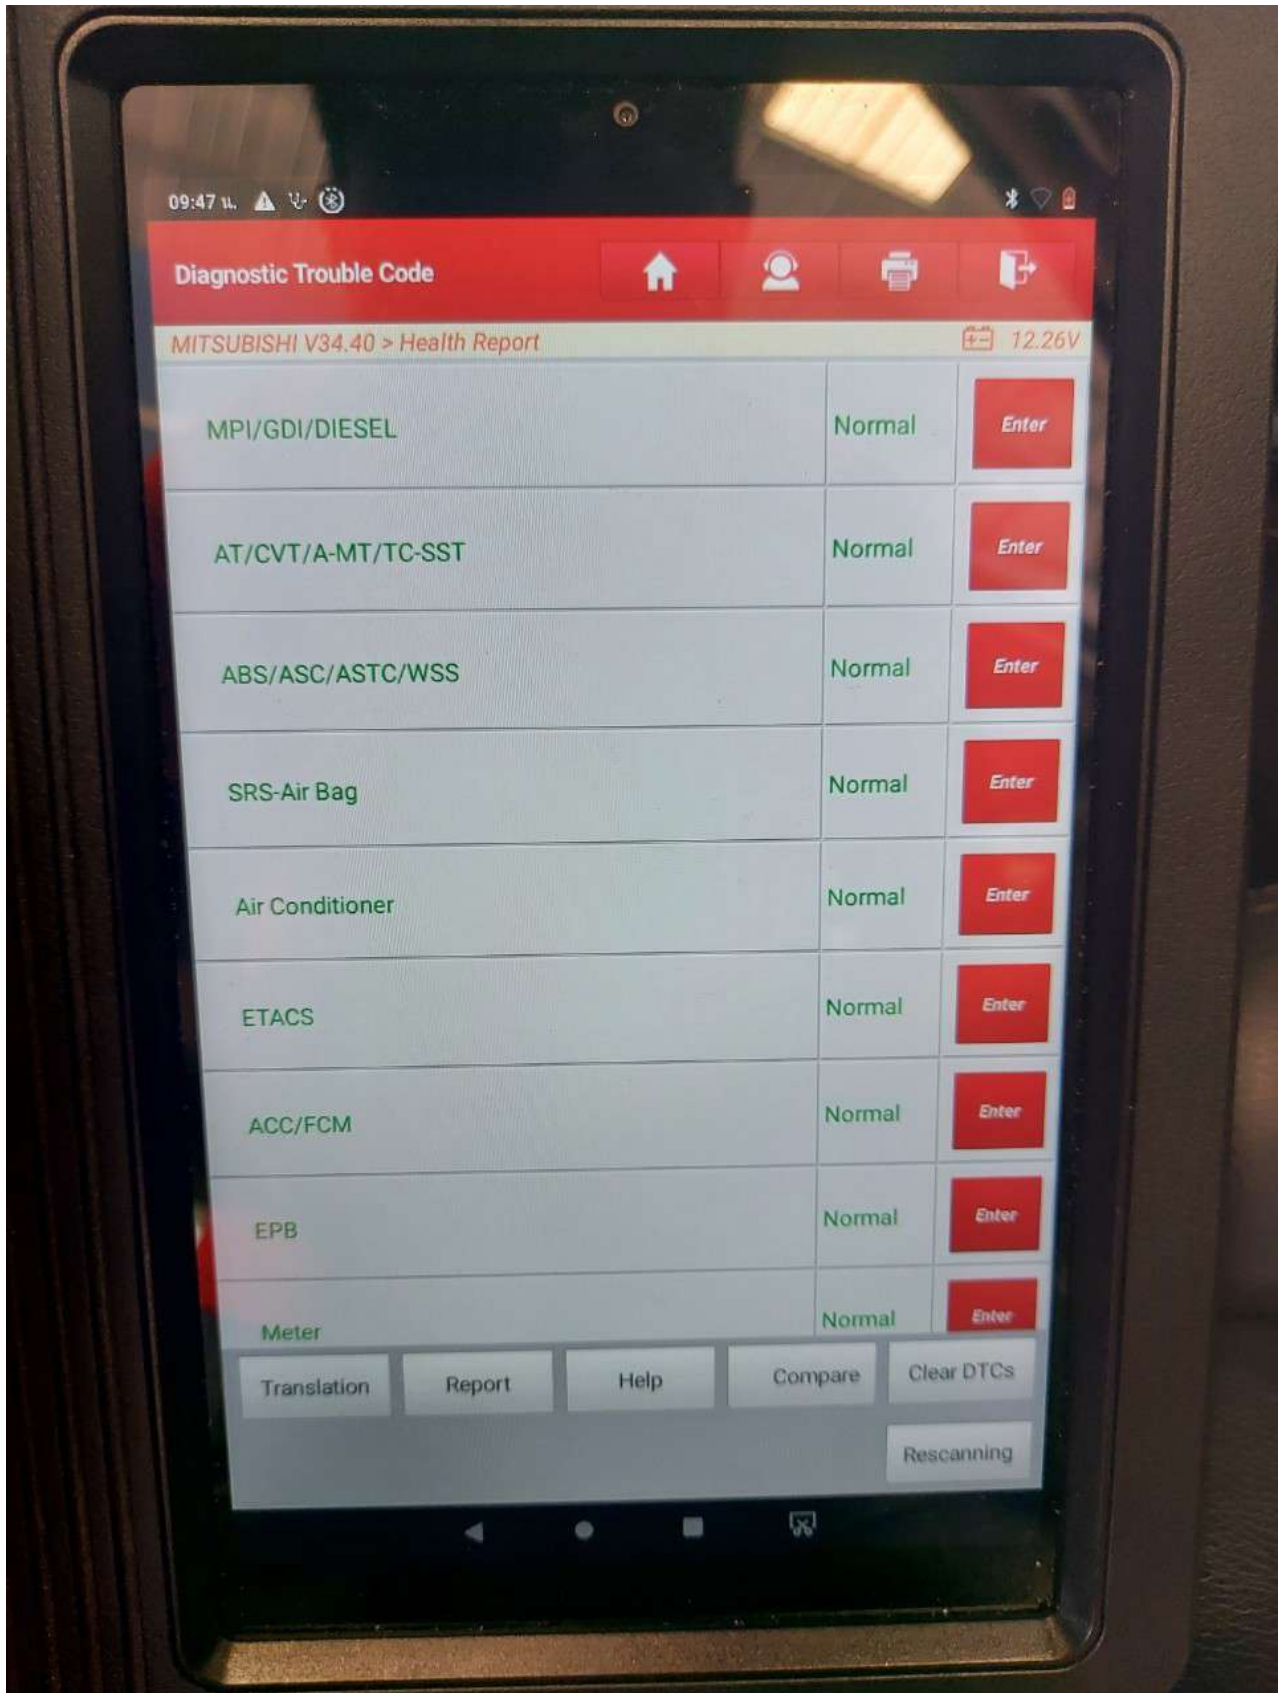 09:47 น.
Diagnostic Trouble Code
MITSUBISHI V34.40 > Health Report 12.26V
MPI/GDI/DIESEL Normal Enter
AT/CVT/A-MT/TC-SST Normal Enter
ABS/ASC/ASTC/WSS Normal Enter
SRS-Air Bag Normal Enter
Air Conditioner Normal Enter
ETACS Normal Enter
ACC/FCM Normal Enter
EPB Normal Enter
Meter Normal Enter
Translation Report Help Compare Clear DTCs
Rescanning